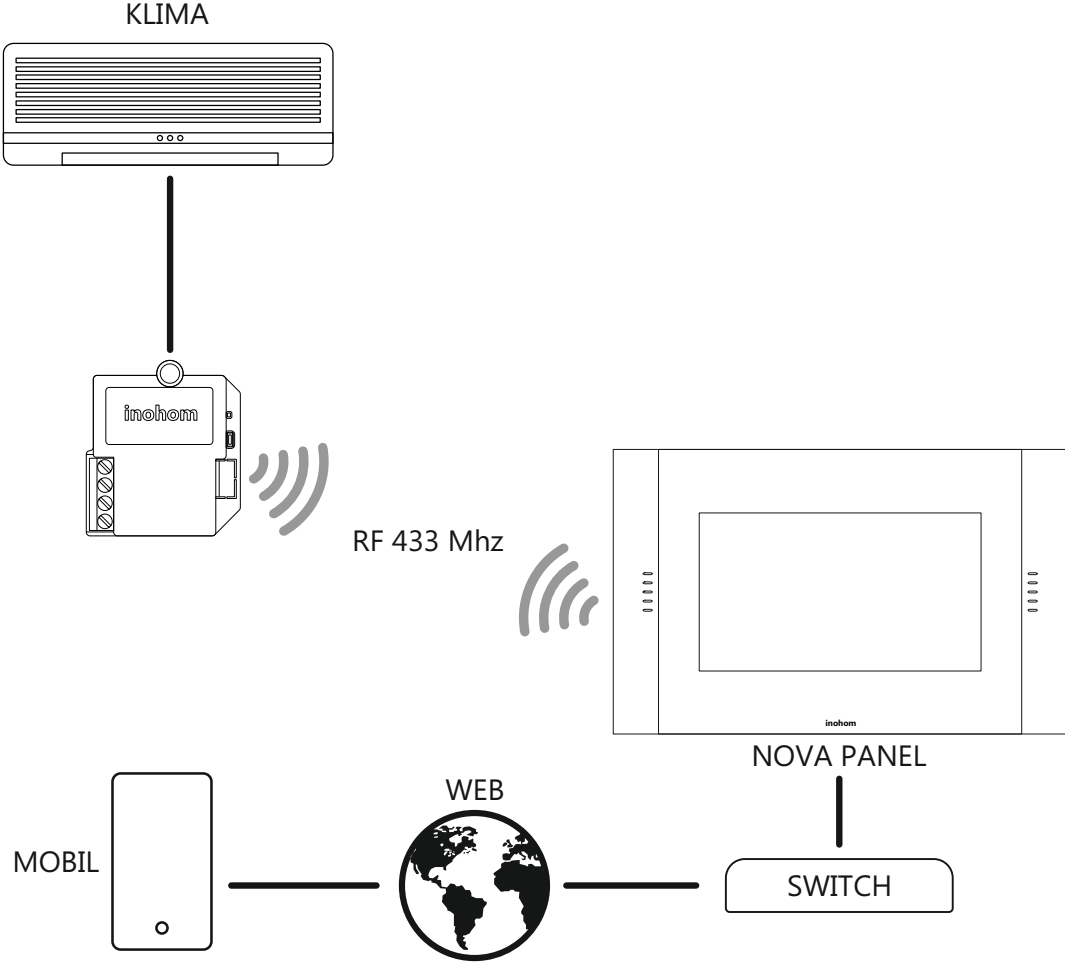 KLIMA
inohom
RF 433 Mhz
inohom
NOVA PANEL
WEB
MOBIL
SWITCH